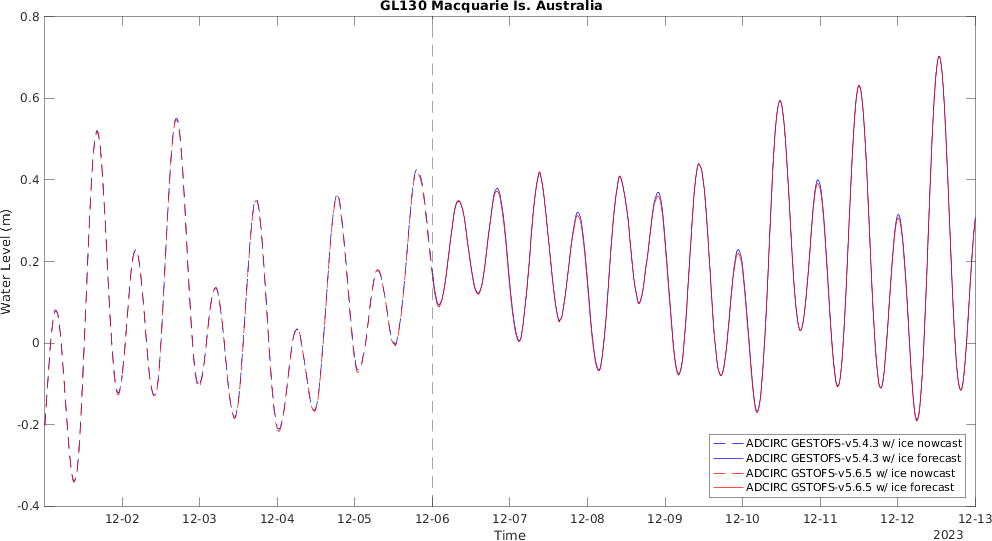 GL130 Macquarie Is. Australia
Water Level (m)
0.8
0.6
0.4
0.2
0
-0.2
-0.4
12-02 12-03 12-04 12-05 12-06 12-07 12-08 12-09 12-10 12-11 12-12 12-13
Time
2023
ADCIRC GESTOFS-v5.4.3 w/ ice nowcast
ADCIRC GESTOFS-v5.4.3 w/ ice forecast
ADCIRC GSTOFS-v5.6.5 w/ ice nowcast
ADCIRC GSTOFS-v5.6.5 w/ ice forecast